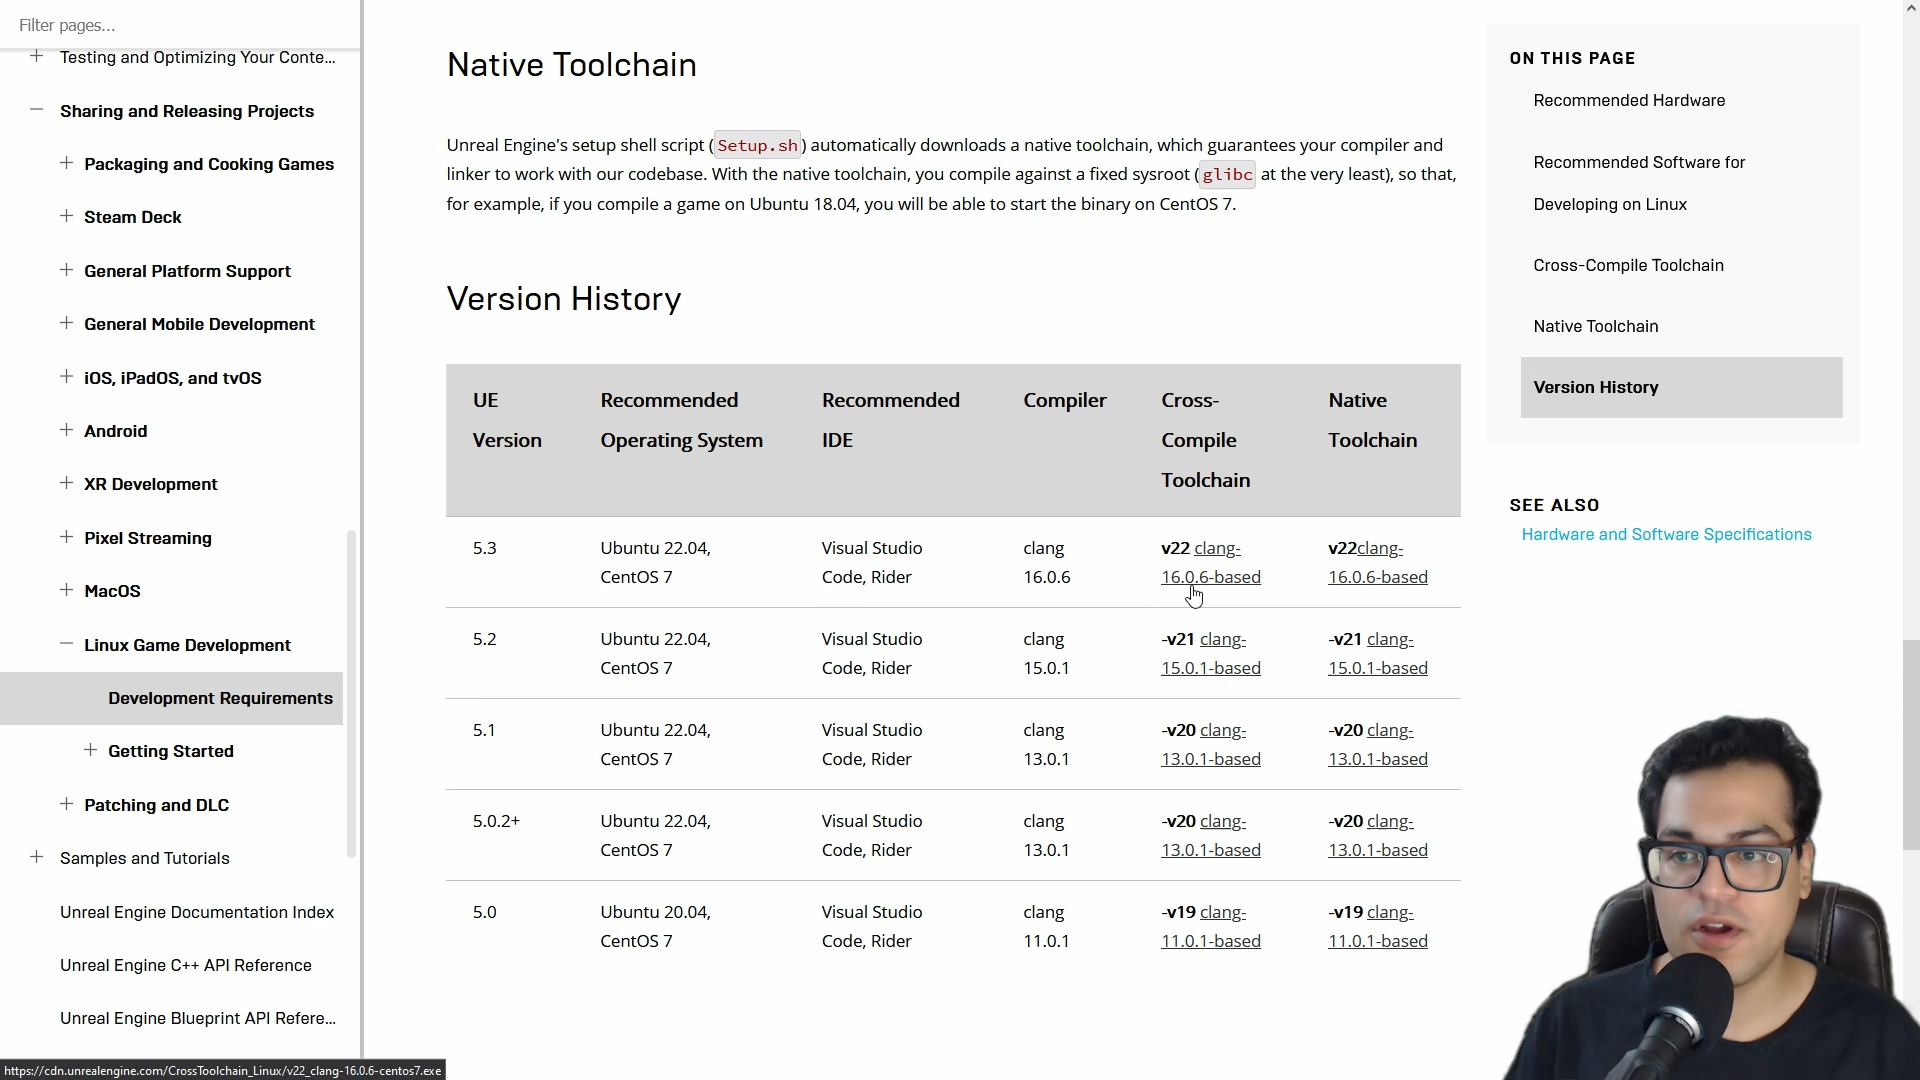 Filter pages...
Testing and Optimizing Your Conte...
Sharing and Releasing Projects
Packaging and Cooking Games
Steam Deck
General Platform Support
General Mobile Development
iOS, iPadOS, and tvOS
Android
XR Development
Pixel Streaming
MacOS
Linux Game Development
Development Requirements
Getting Started
Patching and DLC
Samples and Tutorials
Unreal Engine Documentation Index
Unreal Engine C++ API Reference
Unreal Engine Blueprint API Refere...
https://cdn.unrealengine.com/CrossToolchain_Linux/v22_clang-16.0.6-centos7.exe
Native Toolchain
Unreal Engine's setup shell script (Setup.sh) automatically downloads a native toolchain, which guarantees your compiler and
linker to work with our codebase. With the native toolchain, you compile against a fixed sysroot (glibc at the very least), so that,
for example, if you compile a game on Ubuntu 18.04, you will be able to start the binary on CentOS 7.
Version History
UE Recommended Recommended Compiler Cross- Native
Version Operating System IDE Compile Toolchain
Toolchain
5.3 Ubuntu 22.04, Visual Studio clang v22 clang- v22clang-
CentOS 7 Code, Rider 16.0.6 16.0.6-based 16.0.6-based
5.2 Ubuntu 22.04, Visual Studio clang -v21 clang- -v21 clang-
CentOS 7 Code, Rider 15.0.1 15.0.1-based 15.0.1-based
5.1 Ubuntu 22.04, Visual Studio clang -v20 clang- -v20 clang-
CentOS 7 Code, Rider 13.0.1 13.0.1-based 13.0.1-based
5.0.2+ Ubuntu 22.04, Visual Studio clang -v20 clang- -v20 clang-
CentOS 7 Code, Rider 13.0.1 13.0.1-based 13.0.1-based
5.0 Ubuntu 20.04, Visual Studio clang -v19 clang- -v19 clang-
CentOS 7 Code, Rider 11.0.1 11.0.1-based 11.0.1-based
ON THIS PAGE
Recommended Hardware
Recommended Software for
Developing on Linux
Cross-Compile Toolchain
Native Toolchain
Version History
SEE ALSO
Hardware and Software Specifications